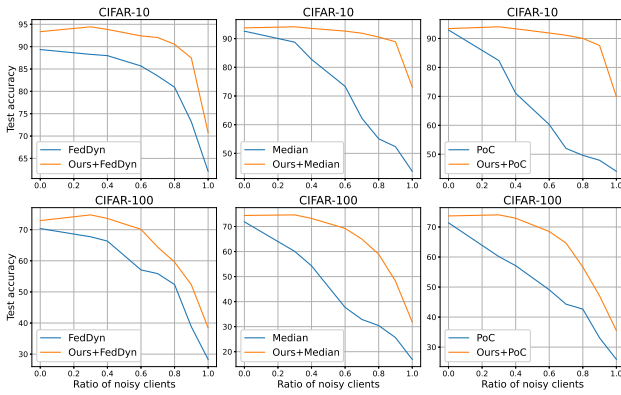 CIFAR-10
CIFAR-10
CIFAR-10
95
90
85
80
75
70
65
Test accuracy
FedDyn
Ours+FedDyn
0.0 0.2 0.4 0.6 0.8 1.0
90
80
70
60
50
Median
Ours+Median
0.0 0.2 0.4 0.6 0.8 1.0
90
80
70
60
50
PoC
Ours+PoC
0.0 0.2 0.4 0.6 0.8 1.0
CIFAR-100
CIFAR-100
CIFAR-100
70
60
50
40
30
Test accuracy
FedDyn
Ours+FedDyn
0.0 0.2 0.4 0.6 0.8 1.0
Ratio of noisy clients
70
60
50
40
30
20
Median
Ours+Median
0.0 0.2 0.4 0.6 0.8 1.0
Ratio of noisy clients
70
60
50
40
30
PoC
Ours+PoC
0.0 0.2 0.4 0.6 0.8 1.0
Ratio of noisy clients